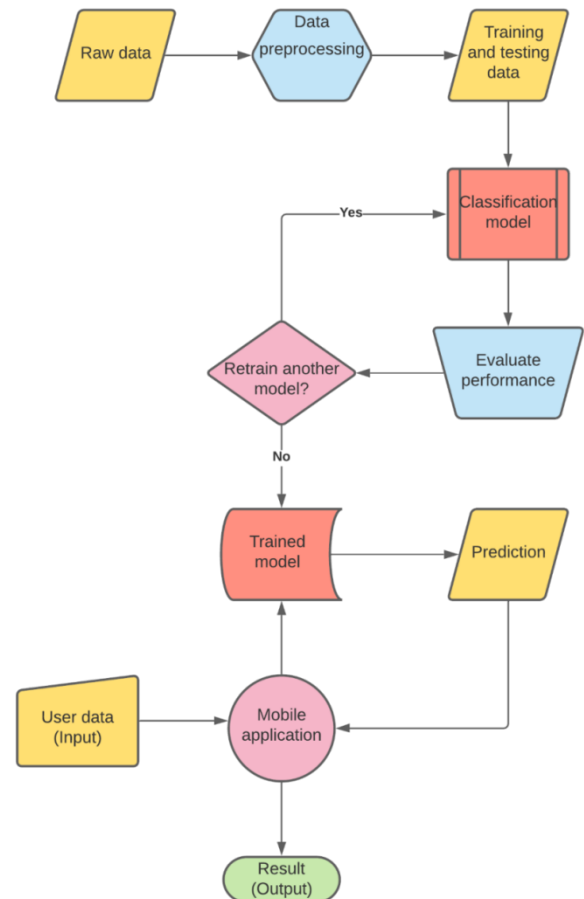 Raw data
Data
preprocessing
Training
and testing
data
Classification
model
Yes
Evaluate
performance
Retrain another
model?
No
Trained
model
Prediction
User data
(Input)
Mobile
application
Result
(Output)